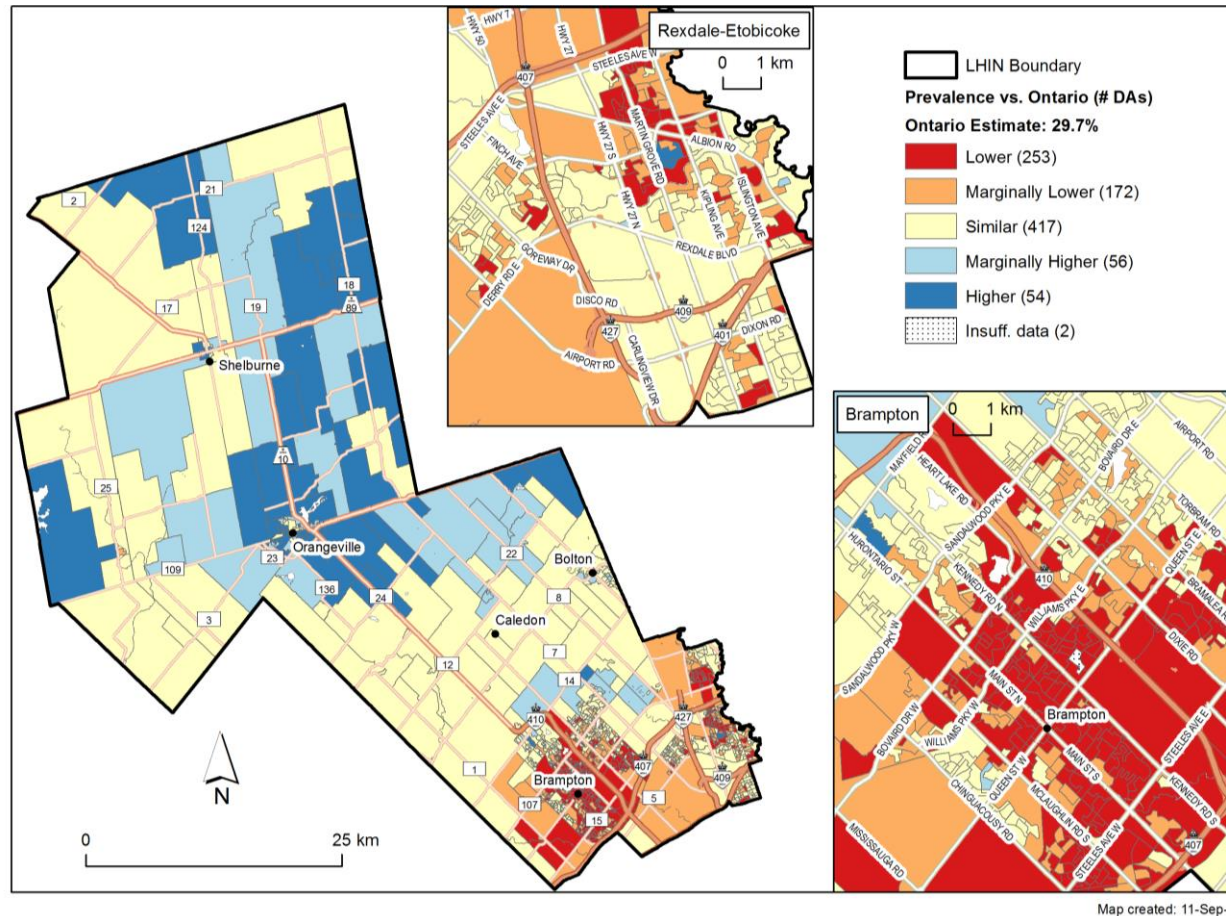 Rexdale-Etobicoke
0 1 km
HWY 7
HWY 50
HWY 27
STEELES AVE W
407
STEELES AVE E
FINCH AVE
HWY 27 S
MARTIN GROVE RD
ALBION RD
ISLINGTON AVE
KIPLING AVE
HWY 27 N
REXDALE BLVD
GOREWAY DR
DERRY RD E
DISCO RD
409
427
401
DIXON RD
AIRPORT RD
CARLINGVIEW DR
LHIN Boundary
Prevalence vs. Ontario (# DAs)
Ontario Estimate: 29.7%
Lower (253)
Marginally Lower (172)
Similar (417)
Marginally Higher (56)
Higher (54)
Insuff. data (2)
2
21
124
18
89
17
19
Shelburne
10
25
Orangeville
109
23
22
Bolton
136
24
8
3
Caledon
12
7
14
410
427
1
407
409
Brampton
107
5
15
N
0 25 km
Brampton
0 1 km
MAYFIELD
HEART LAKE RD
BOVAIRD DR E
AIRPORT RD
SANDALWOOD PKY E
TORBRAM RD
HURONTARIO ST
KENNEDY RD N
410
QUEEN ST E
BRAMALEA
WILLIAMS PKY E
DIXIE RD
SANDALWOOD PKY W
MAIN ST N
BOVAIRD DR W
WILLIAMS PKY W
Brampton
STEELES AVE E
QUEEN ST W
MAIN ST S
CHINGUACOUSY RD
MCLAUGHLIN RD S
KENNEDY RD S
MISSISSAUGA RD
STEELES AVE W
407
Map created: 11-Sep-